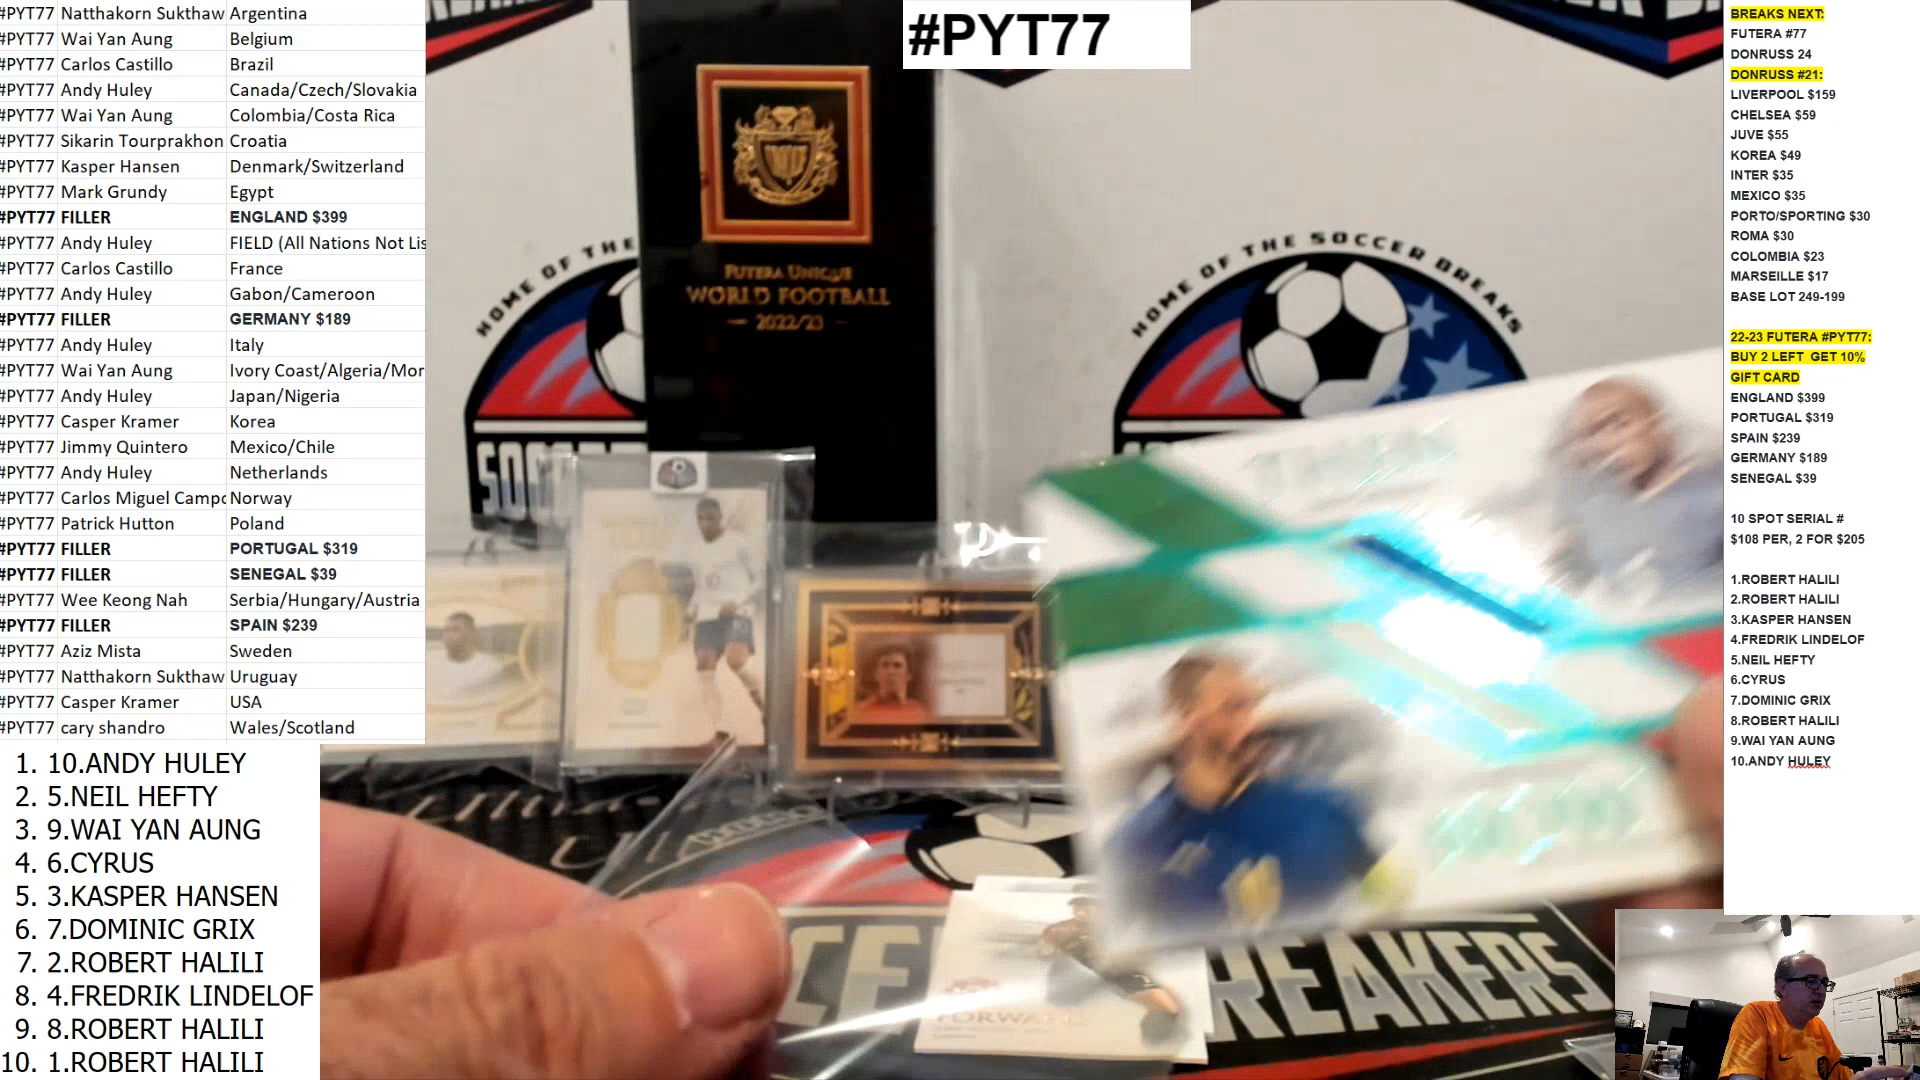 #PYT77 Natthakorn Sukthaw Argentina
#PYT77 Wai Yan Aung Belgium
#PYT77 Carlos Castillo Brazil
#PYT77 Andy Huley Canada/Czech/Slovakia
#PYT77 Wai Yan Aung Colombia/Costa Rica
#PYT77 Sikarin Tourprakhon Croatia
#PYT77 Kasper Hansen Denmark/Switzerland
#PYT77 Mark Grundy Egypt
#PYT77 FILLER ENGLAND $399
#PYT77 Andy Huley FIELD (All Nations Not Lis
#PYT77 Carlos Castillo France
#PYT77 Andy Huley Gabon/Cameroon
#PYT77 FILLER GERMANY $189
#PYT77 Andy Huley Italy
#PYT77 Wai Yan Aung Ivory Coast/Algeria/Mor
#PYT77 Andy Huley Japan/Nigeria
#PYT77 Casper Kramer Korea
#PYT77 Jimmy Quintero Mexico/Chile
#PYT77 Andy Huley Netherlands
#PYT77 Carlos Miguel Campo Norway
#PYT77 Patrick Hutton Poland
#PYT77 FILLER PORTUGAL $319
#PYT77 FILLER SENEGAL $39
#PYT77 Wee Keong Nah Serbia/Hungary/Austria
#PYT77 FILLER SPAIN $239
#PYT77 Aziz Mista Sweden
#PYT77 Natthakorn Sukthaw Uruguay
#PYT77 Casper Kramer USA
#PYT77 cary shandro Wales/Scotland
1. 10.ANDY HULEY
2. 5.NEIL HEFTY
3. 9.WAI YAN AUNG
4. 6.CYRUS
5. 3.KASPER HANSEN
6. 7.DOMINIC GRIX
7. 2.ROBERT HALILI
8. 4.FREDRIK LINDELOF
9. 8.ROBERT HALILI
10. 1.ROBERT HALILI
#PYT77
FUTERA UNIQUE
WORLD FOOTBALL
2022/23
HOME OF THE
SOC
HOME OF THE SOCCER BREAKS
FORWA
CE
REAKERS
BREAKS NEXT:
FUTERA #77
DONRUSS 24
DONRUSS #21:
LIVERPOOL $159
CHELSEA $59
JUVE $55
KOREA $49
INTER $35
MEXICO $35
PORTO/SPORTING $30
ROMA $30
COLOMBIA $23
MARSEILLE $17
BASE LOT 249-199
22-23 FUTERA #PYT77:
BUY 2 LEFT GET 10%
GIFT CARD
ENGLAND $399
PORTUGAL $319
SPAIN $239
GERMANY $189
SENEGAL $39
10 SPOT SERIAL #
$108 PER, 2 FOR $205
1.ROBERT HALILI
2.ROBERT HALILI
3.KASPER HANSEN
4.FREDRIK LINDELOF
5.NEIL HEFTY
6.CYRUS
7.DOMINIC GRIX
8.ROBERT HALILI
9.WAI YAN AUNG
10.ANDY HULEY